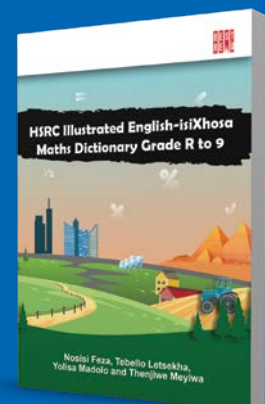 HSRC Illustrated English-isiXhosa
Maths Dictionary Grade R to 9
Nosisi Feza, Tebello Letsekha,
Yolisa Madolo and Thenjiwe Meyiwa